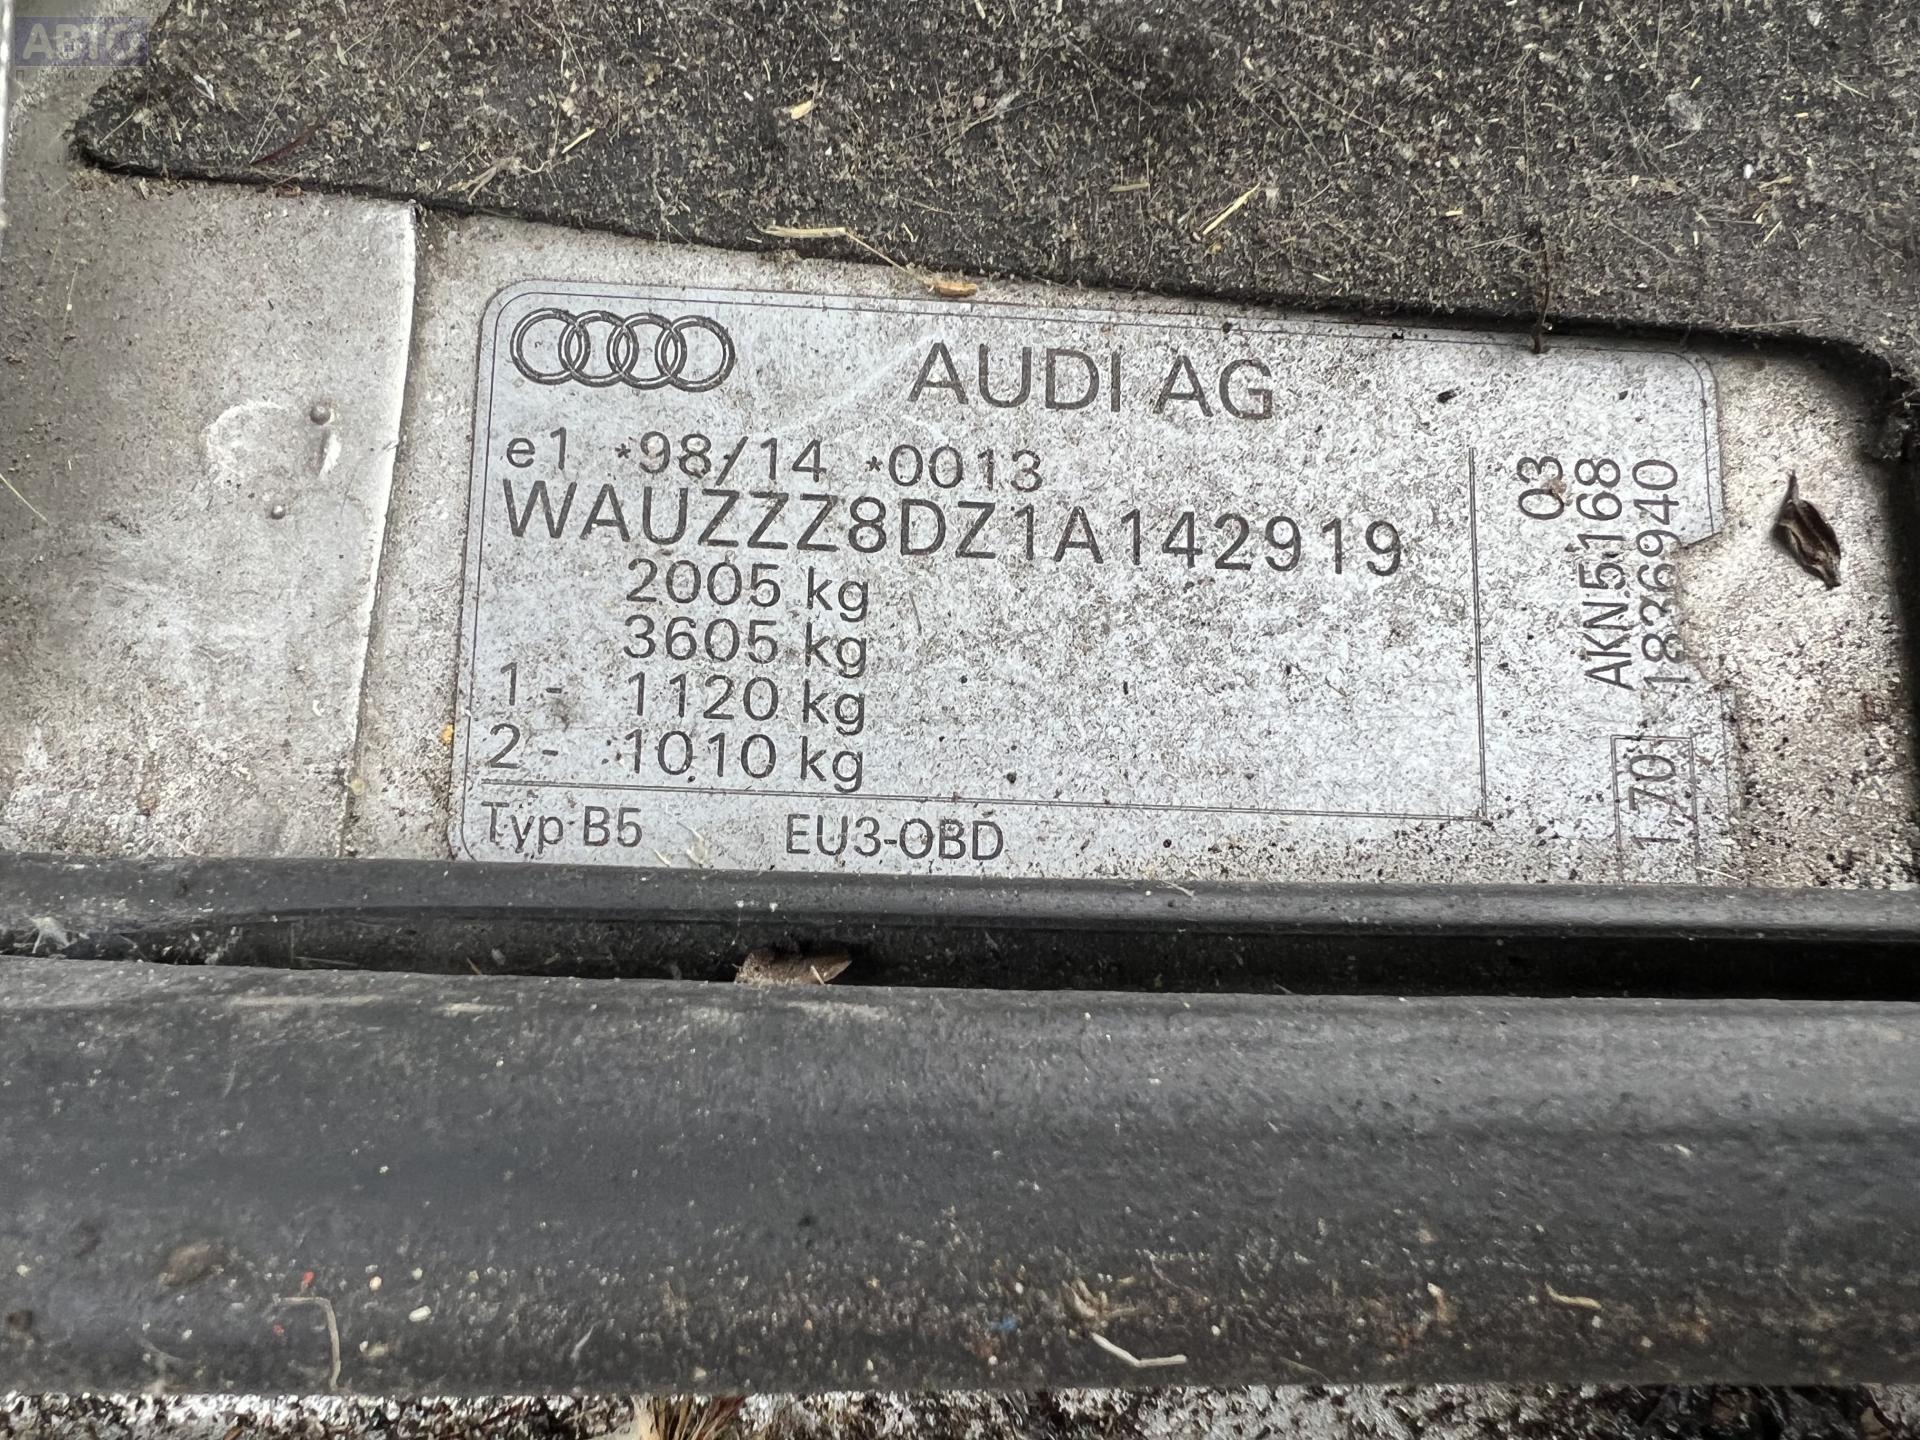 АВТО
AUDI AG
e1 *98/14 *0013
WAUZZZ8DZ1A142919
2005 kg
3605 kg
1 - 1120 kg
2 - 1010 kg
Typ B5 EU3-OBD
03
AKN5168
1836940
1,70